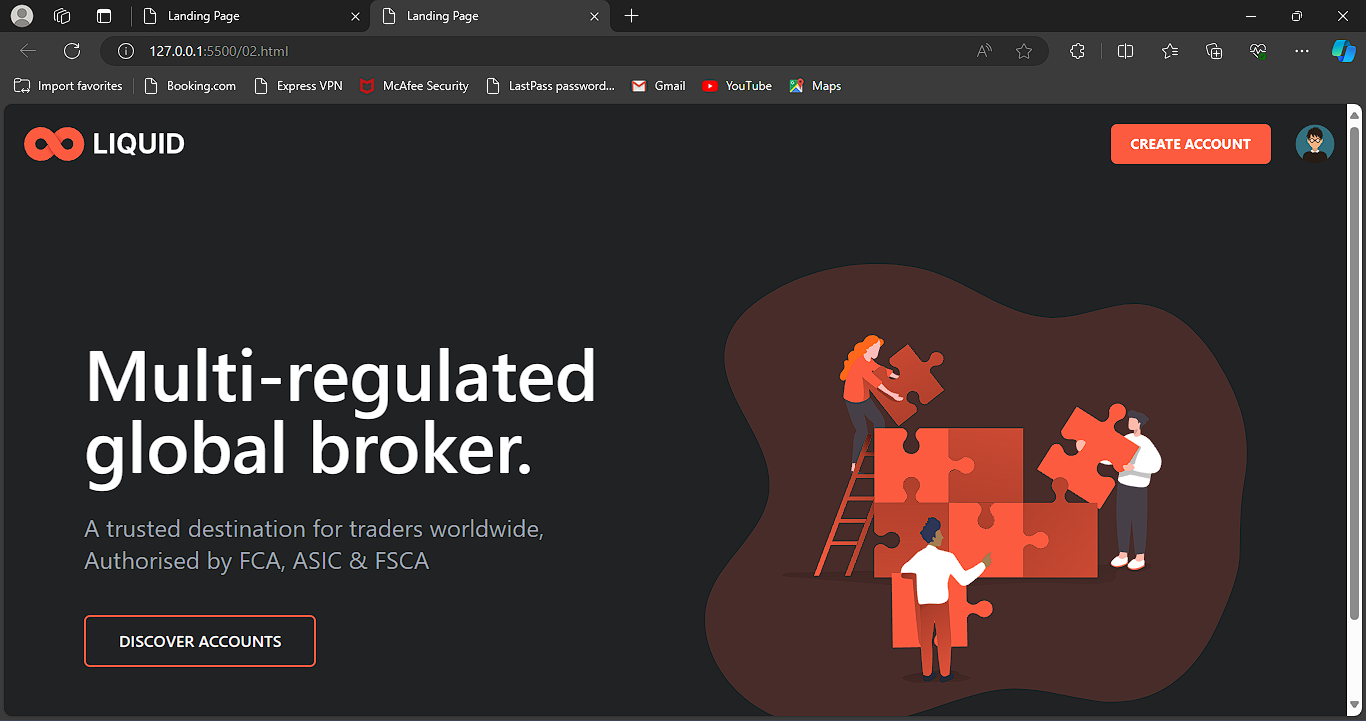 Landing Page
Landing Page
127.0.0.1:5500/02.html
Import favorites
Booking.com
Express VPN
McAfee Security
LastPass password...
Gmail
YouTube
Maps
LIQUID
CREATE ACCOUNT
Multi-regulated
global broker.
A trusted destination for traders worldwide,
Authorised by FCA, ASIC & FSCA
DISCOVER ACCOUNTS